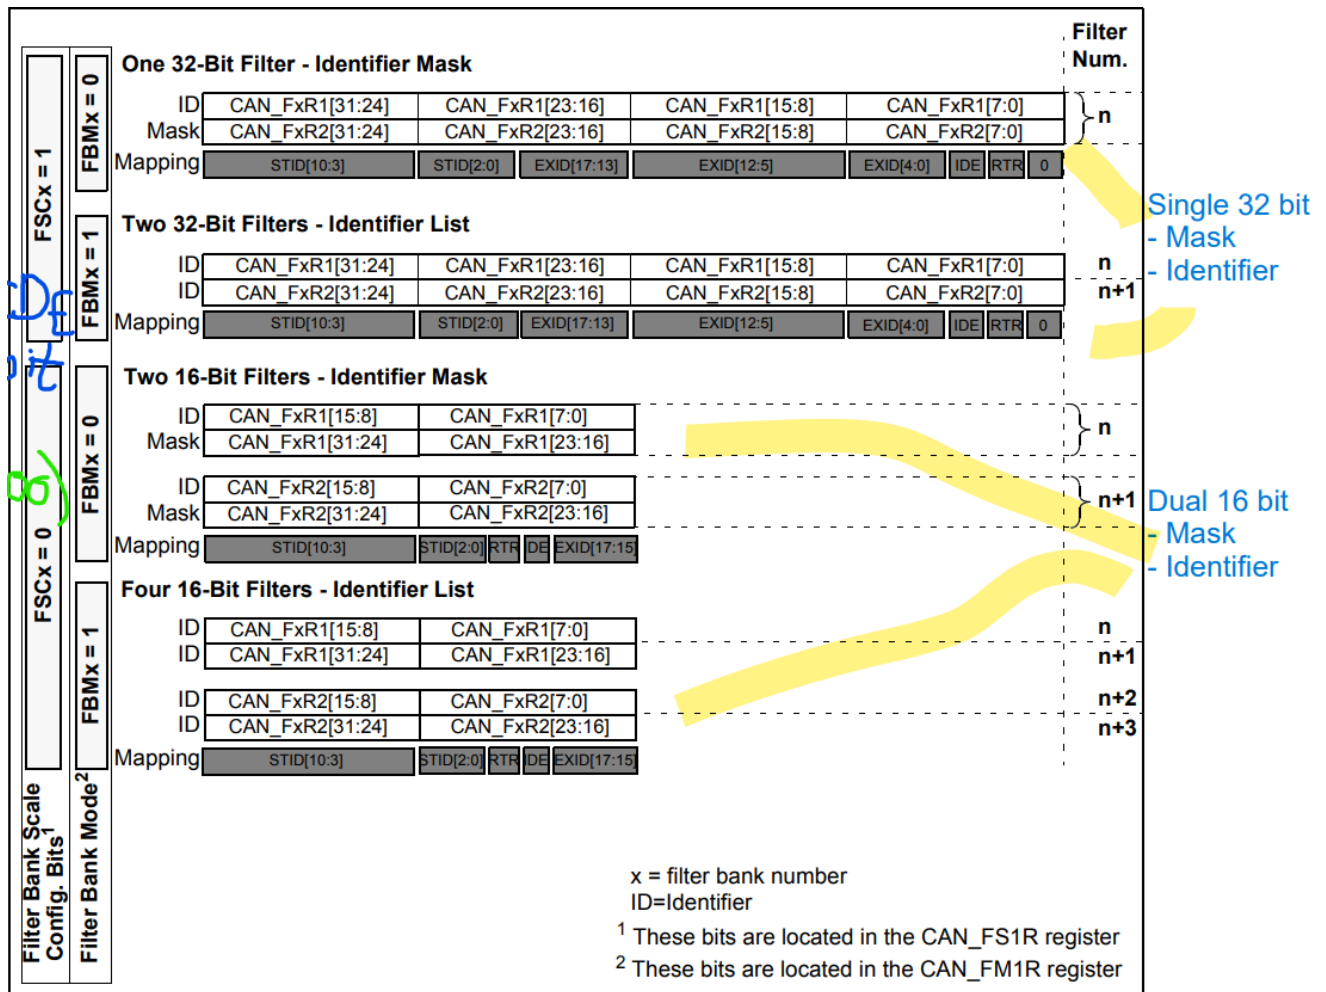 Filter
Num.
FSCx = 1
FBMx = 0
One 32-Bit Filter - Identifier Mask
ID CAN_FxR1[31:24] CAN_FxR1[23:16] CAN_FxR1[15:8] CAN_FxR1[7:0] n
Mask CAN_FxR2[31:24] CAN_FxR2[23:16] CAN_FxR2[15:8] CAN_FxR2[7:0]
Mapping STID[10:3] STID[2:0] EXID[17:13] EXID[12:5] EXID[4:0] IDE RTR 0
Single 32 bit
- Mask
- Identifier
FBMx = 1
Two 32-Bit Filters - Identifier List
ID CAN_FxR1[31:24] CAN_FxR1[23:16] CAN_FxR1[15:8] CAN_FxR1[7:0] n
ID CAN_FxR2[31:24] CAN_FxR2[23:16] CAN_FxR2[15:8] CAN_FxR2[7:0] n+1
Mapping STID[10:3] STID[2:0] EXID[17:13] EXID[12:5] EXID[4:0] IDE RTR 0
DE
it
FSCx = 0
FBMx = 0
Two 16-Bit Filters - Identifier Mask
ID CAN_FxR1[15:8] CAN_FxR1[7:0] n
Mask CAN_FxR1[31:24] CAN_FxR1[23:16]
ID CAN_FxR2[15:8] CAN_FxR2[7:0] n+1
Mask CAN_FxR2[31:24] CAN_FxR2[23:16]
Mapping STID[10:3] STID[2:0] RTR IDE EXID[17:15]
Dual 16 bit
- Mask
- Identifier
FBMx = 1
Four 16-Bit Filters - Identifier List
ID CAN_FxR1[15:8] CAN_FxR1[7:0] n
ID CAN_FxR1[31:24] CAN_FxR1[23:16] n+1
ID CAN_FxR2[15:8] CAN_FxR2[7:0] n+2
ID CAN_FxR2[31:24] CAN_FxR2[23:16] n+3
Mapping STID[10:3] STID[2:0] RTR IDE EXID[17:15]
Filter Bank Scale
Config. Bits1
Filter Bank Mode2
x = filter bank number
ID=Identifier
1 These bits are located in the CAN_FS1R register
2 These bits are located in the CAN_FM1R register